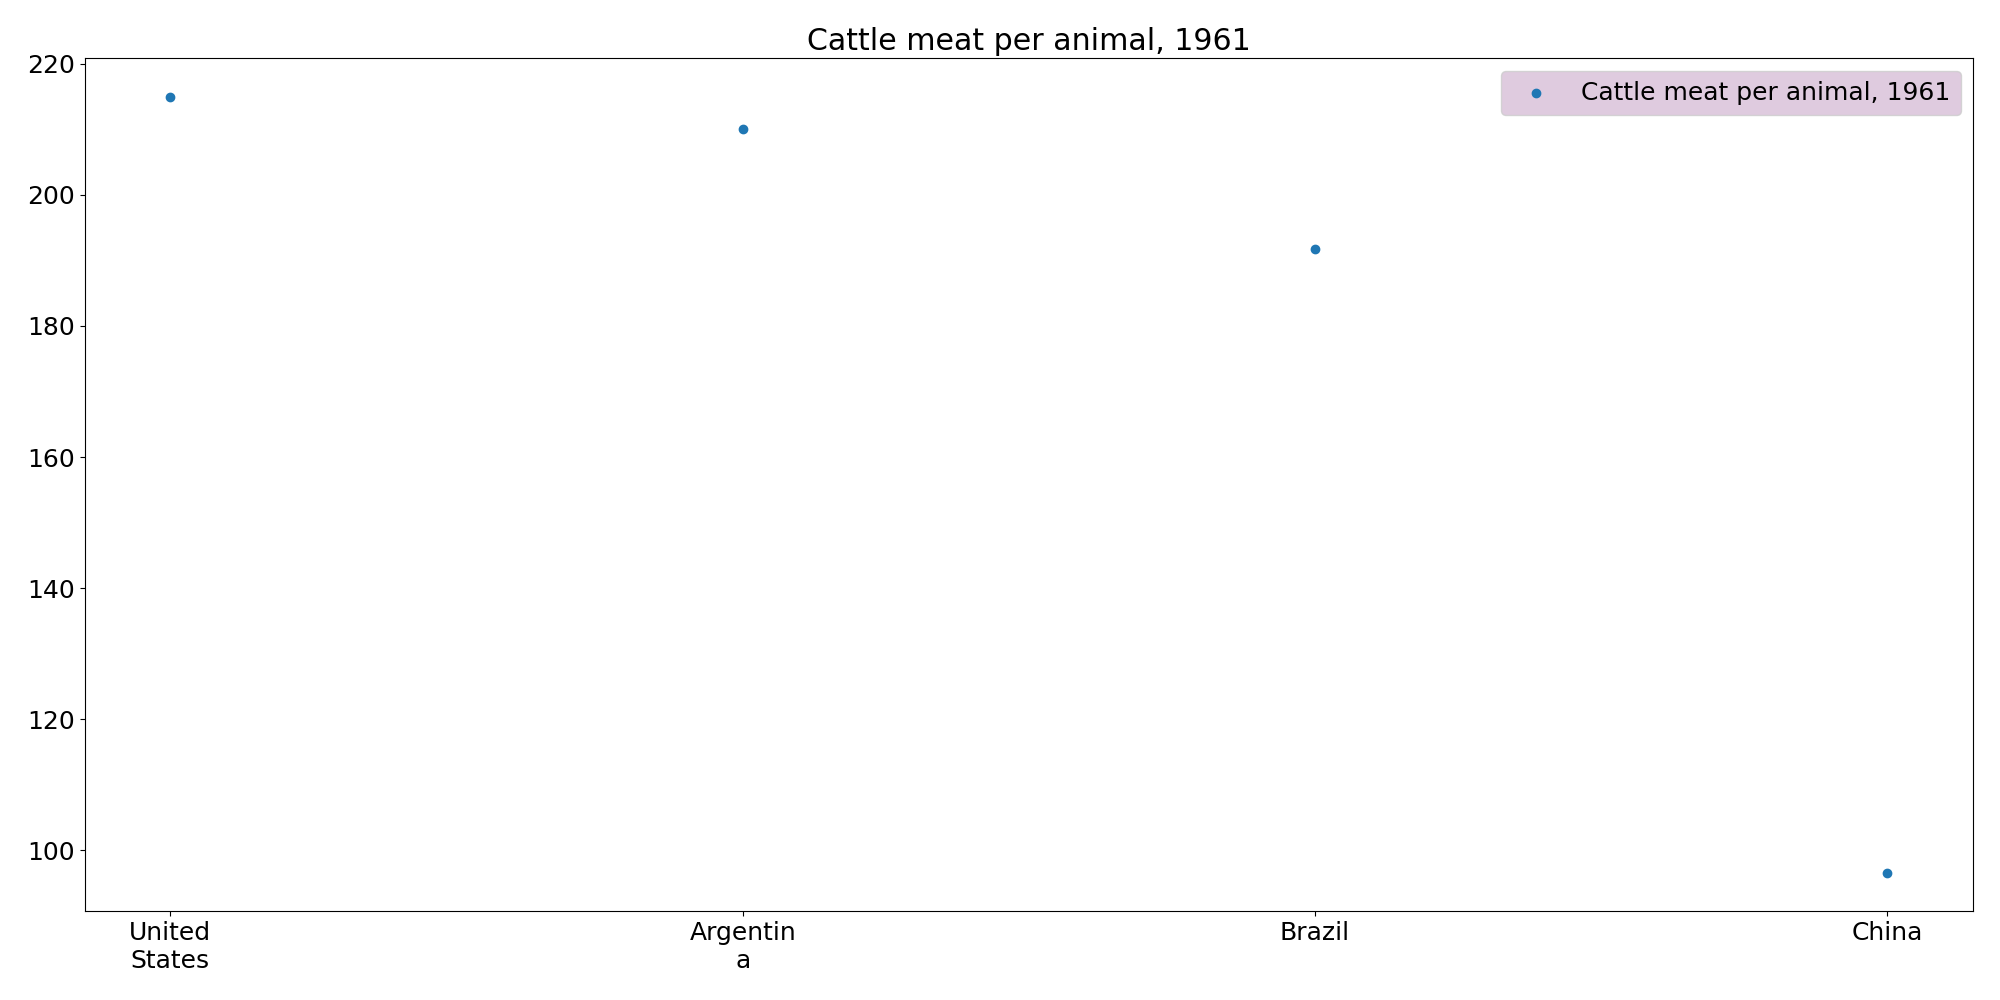 Cattle meat per animal, 1961
Cattle meat per animal, 1961
220
200
180
160
140
120
100
United
States
Argentin
a
Brazil
China